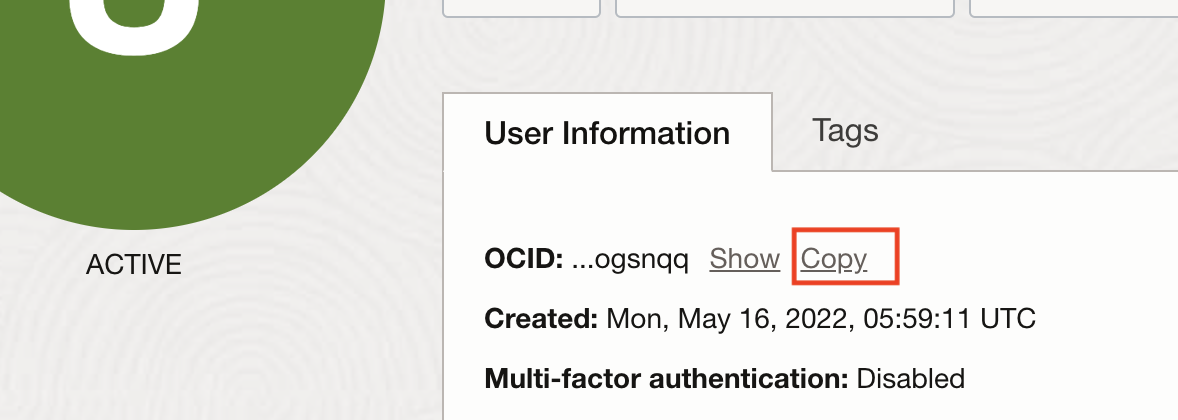 User Information
Tags
ACTIVE
OCID: ...ogsnqq Show Copy
Created: Mon, May 16, 2022, 05:59:11 UTC
Multi-factor authentication: Disabled